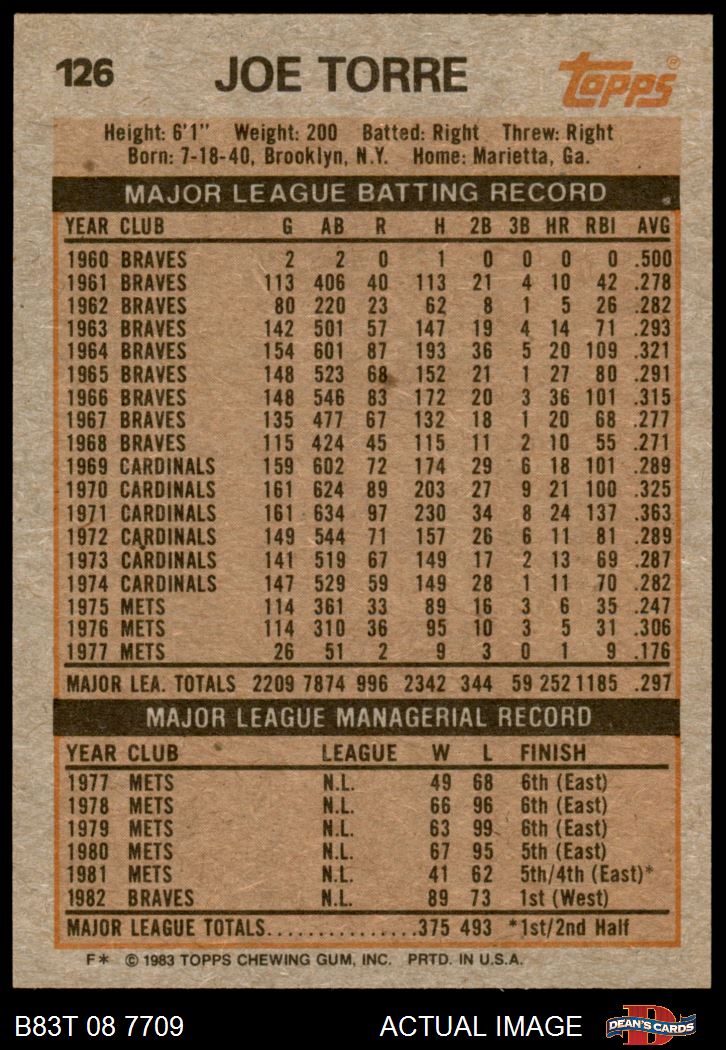 126 JOE TORRE Topps®
Height: 6'1" Weight: 200 Batted: Right Threw: Right
Born: 7-18-40, Brooklyn, N.Y. Home: Marietta, Ga.
MAJOR LEAGUE BATTING RECORD
YEAR CLUB G AB R H 2B 3B HR RBI AVG
1960 BRAVES 2 2 0 1 0 0 0 0 .500
1961 BRAVES 113 406 40 113 21 4 10 42 .278
1962 BRAVES 80 220 23 62 8 1 5 26 .282
1963 BRAVES 142 501 57 147 19 4 14 71 .293
1964 BRAVES 154 601 87 193 36 5 20 109 .321
1965 BRAVES 148 523 68 152 21 1 27 80 .291
1966 BRAVES 148 546 83 172 20 3 36 101 .315
1967 BRAVES 135 477 67 132 18 1 20 68 .277
1968 BRAVES 115 424 45 115 11 2 10 55 .271
1969 CARDINALS 159 602 72 174 29 6 18 101 .289
1970 CARDINALS 161 624 89 203 27 9 21 100 .325
1971 CARDINALS 161 634 97 230 34 8 24 137 .363
1972 CARDINALS 149 544 71 157 26 6 11 81 .289
1973 CARDINALS 141 519 67 149 17 2 13 69 .287
1974 CARDINALS 147 529 59 149 28 1 11 70 .282
1975 METS 114 361 33 89 16 3 6 35 .247
1976 METS 114 310 36 95 10 3 5 31 .306
1977 METS 26 51 2 9 3 0 1 9 .176
MAJOR LEA. TOTALS 2209 7874 996 2342 344 59 252 1185 .297
MAJOR LEAGUE MANAGERIAL RECORD
YEAR CLUB LEAGUE W L FINISH
1977 METS N.L. 49 68 6th (East)
1978 METS N.L. 66 96 6th (East)
1979 METS N.L. 63 99 6th (East)
1980 METS N.L. 67 95 5th (East)
1981 METS N.L. 41 62 5th/4th (East)*
1982 BRAVES N.L. 89 73 1st (West)
MAJOR LEAGUE TOTALS...............375 493 *1st/2nd Half
F* © 1983 TOPPS CHEWING GUM, INC. PRTD. IN U.S.A.
B83T 08 7709 ACTUAL IMAGE D DEAN'S CARDS